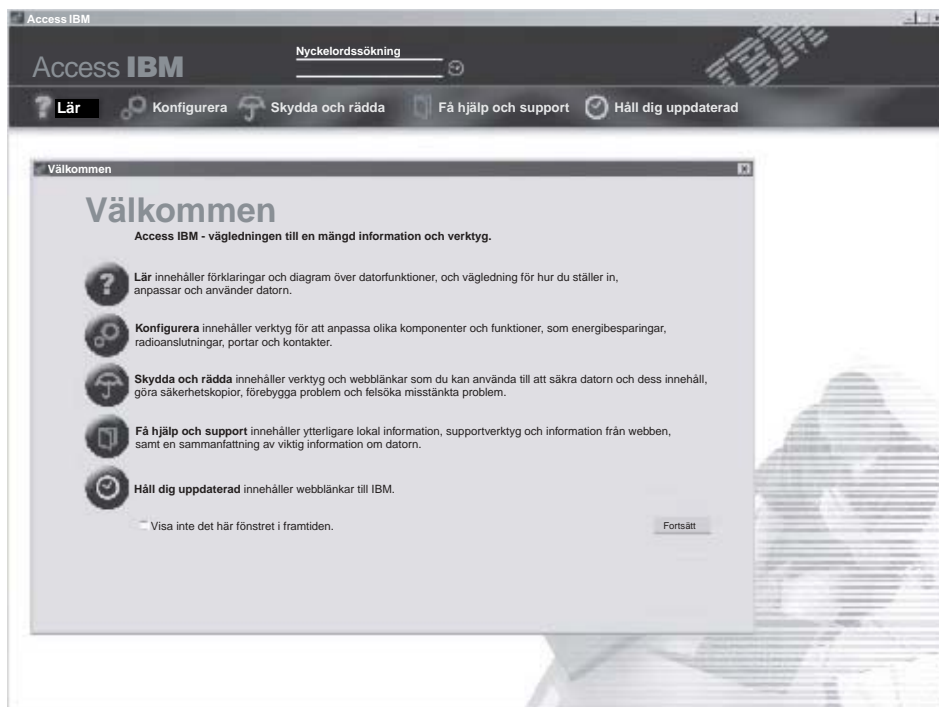 Access IBM
Nyckelordssökning
Access IBM
IBM
Lär
Konfigurera
Skydda och rädda
Få hjälp och support
Håll dig uppdaterad
Välkommen
Välkommen
Access IBM - vägledningen till en mängd information och verktyg.
Lär innehåller förklaringar och diagram över datorfunktioner, och vägledning för hur du ställer in,
anpassar och använder datorn.
Konfigurera innehåller verktyg för att anpassa olika komponenter och funktioner, som energibesparingar,
radioanslutningar, portar och kontakter.
Skydda och rädda innehåller verktyg och webblänkar som du kan använda till att säkra datorn och dess innehåll,
göra säkerhetskopior, förebygga problem och felsöka misstänkta problem.
Få hjälp och support innehåller ytterligare lokal information, supportverktyg och information från webben,
samt en sammanfattning av viktig information om datorn.
Håll dig uppdaterad innehåller webblänkar till IBM.
Visa inte det här fönstret i framtiden.
Fortsätt